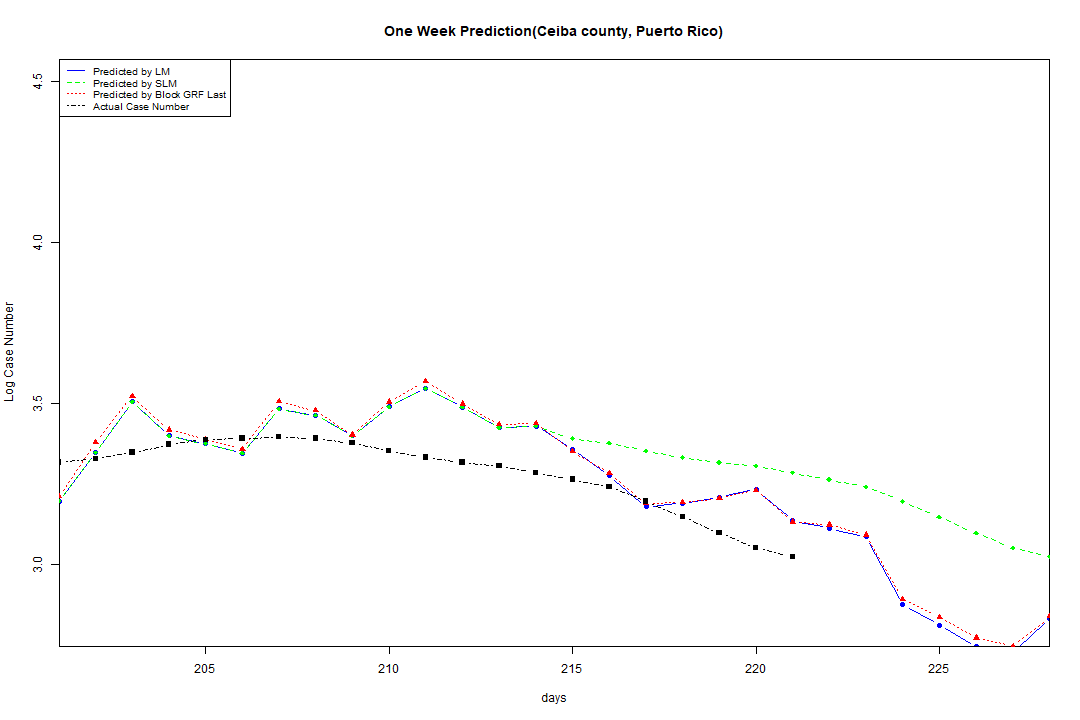 One Week Prediction(Ceiba county, Puerto Rico)
Predicted by LM
Predicted by SLM
Predicted by Block GRF Last
Actual Case Number
4.5
4.0
3.5
3.0
Log Case Number
205 210 215 220 225
days